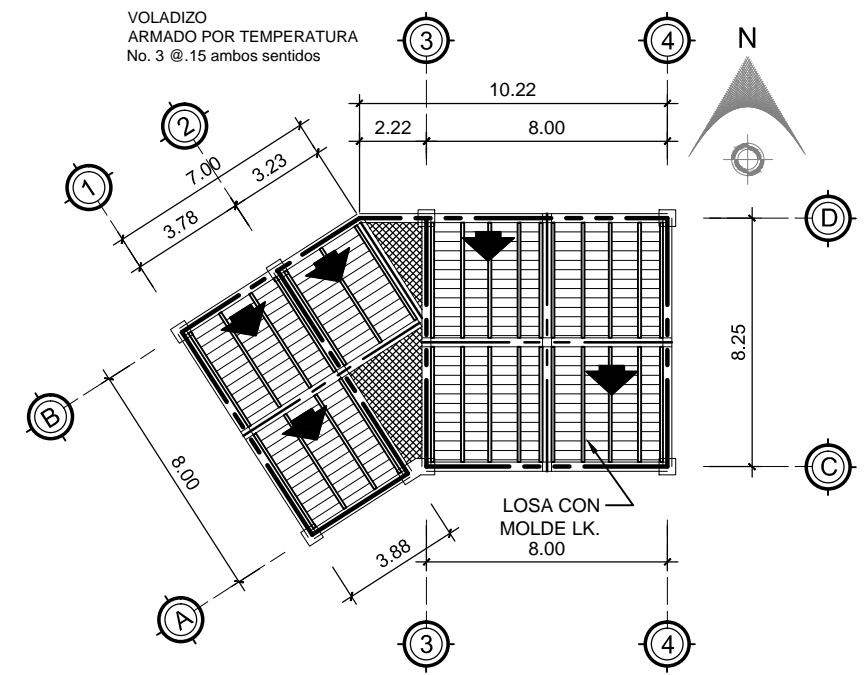 VOLADIZO
ARMADO POR TEMPERATURA
No. 3 @.15 ambos sentidos
3
4
N
10.22
2.22
8.00
2
7.00
3.23
1
3.78
D
8.25
B
8.00
C
LOSA CON
MOLDE LK.
3.88
8.00
A
3
4